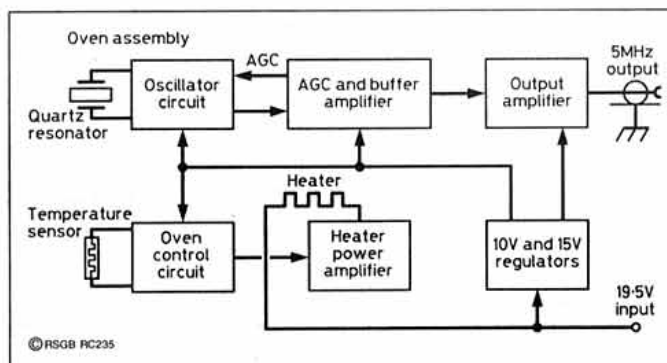 Oven assembly
AGC
Oscillator
circuit
AGC and buffer
amplifier
Output
amplifier
5MHz
output
Quartz
resonator
Heater
Temperature
sensor
Oven
control
circuit
Heater
power
amplifier
10V and 15V
regulators
19·5V
input
©RSGB RC235